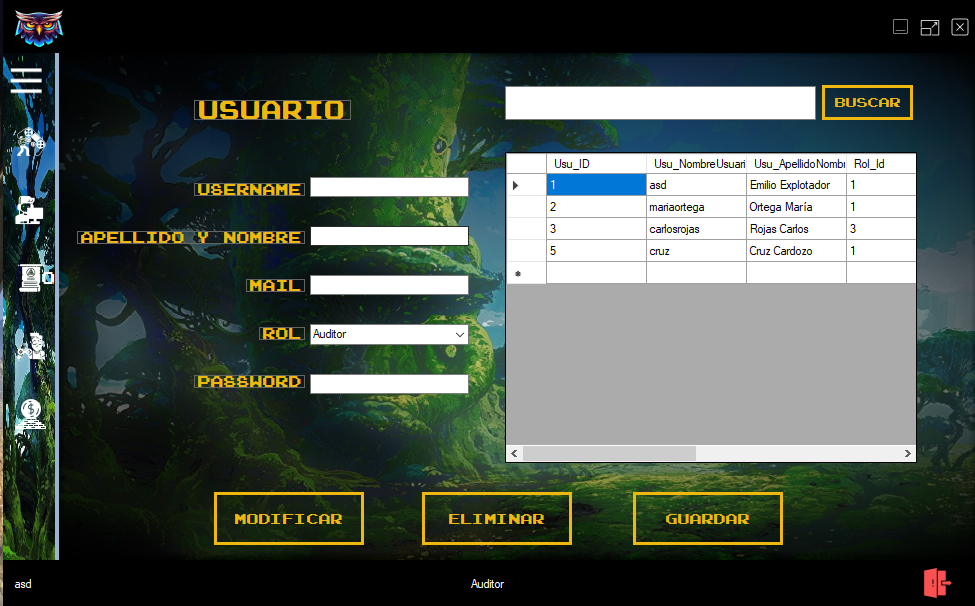 USUARIO
BUSCAR
USERNAME
APELLIDO Y NOMBRE
MAIL
ROL Auditor
PASSWORD
Usu_ID Usu_NombreUsuari Usu_ApellidoNombr Rol_Id
1 asd Emilio Explotador 1
2 mariaortega Ortega María 1
3 carlosrojas Rojas Carlos 3
5 cruz Cruz Cardozo 1
MODIFICAR ELIMINAR GUARDAR
asd Auditor